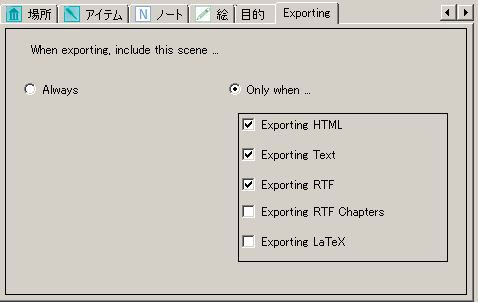 場所 アイテム N ノート 絵 目的 Exporting
When exporting, include this scene ...
Always Only when ...
Exporting HTML
Exporting Text
Exporting RTF
Exporting RTF Chapters
Exporting LaTeX